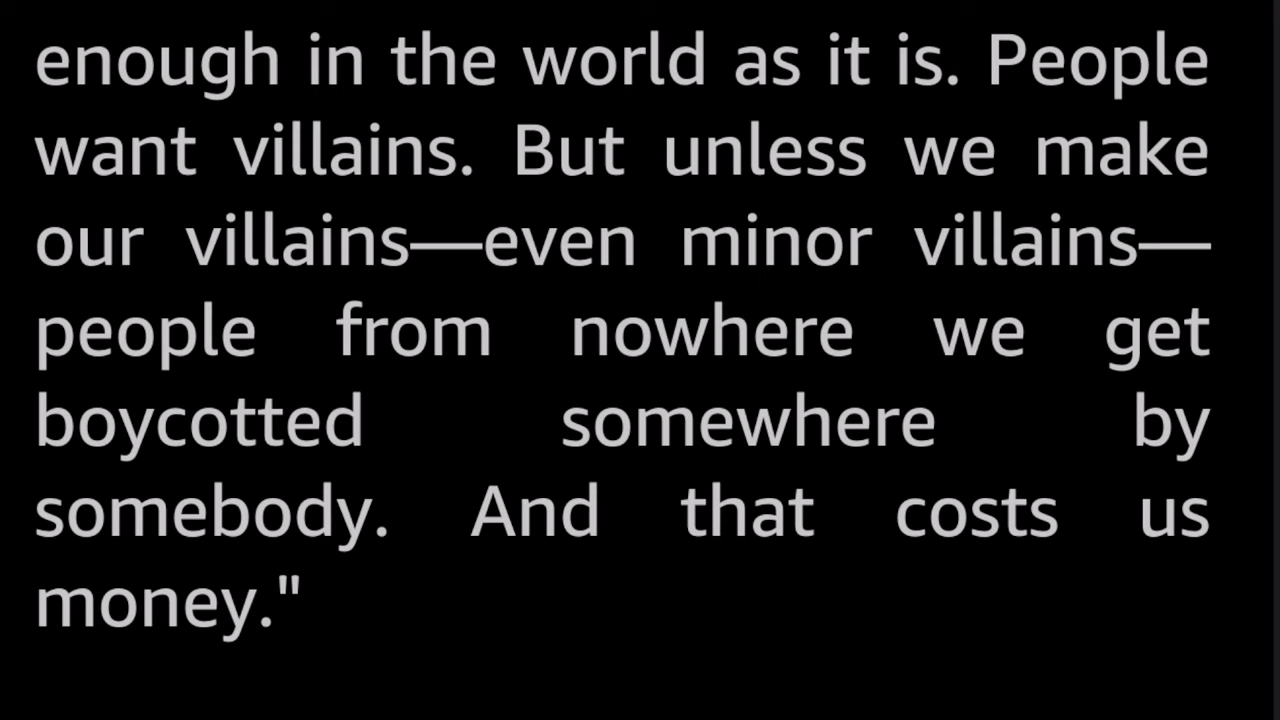 enough in the world as it is. People
want villains. But unless we make
our villains—even minor villains—
people from nowhere we get
boycotted somewhere by
somebody. And that costs us
money."